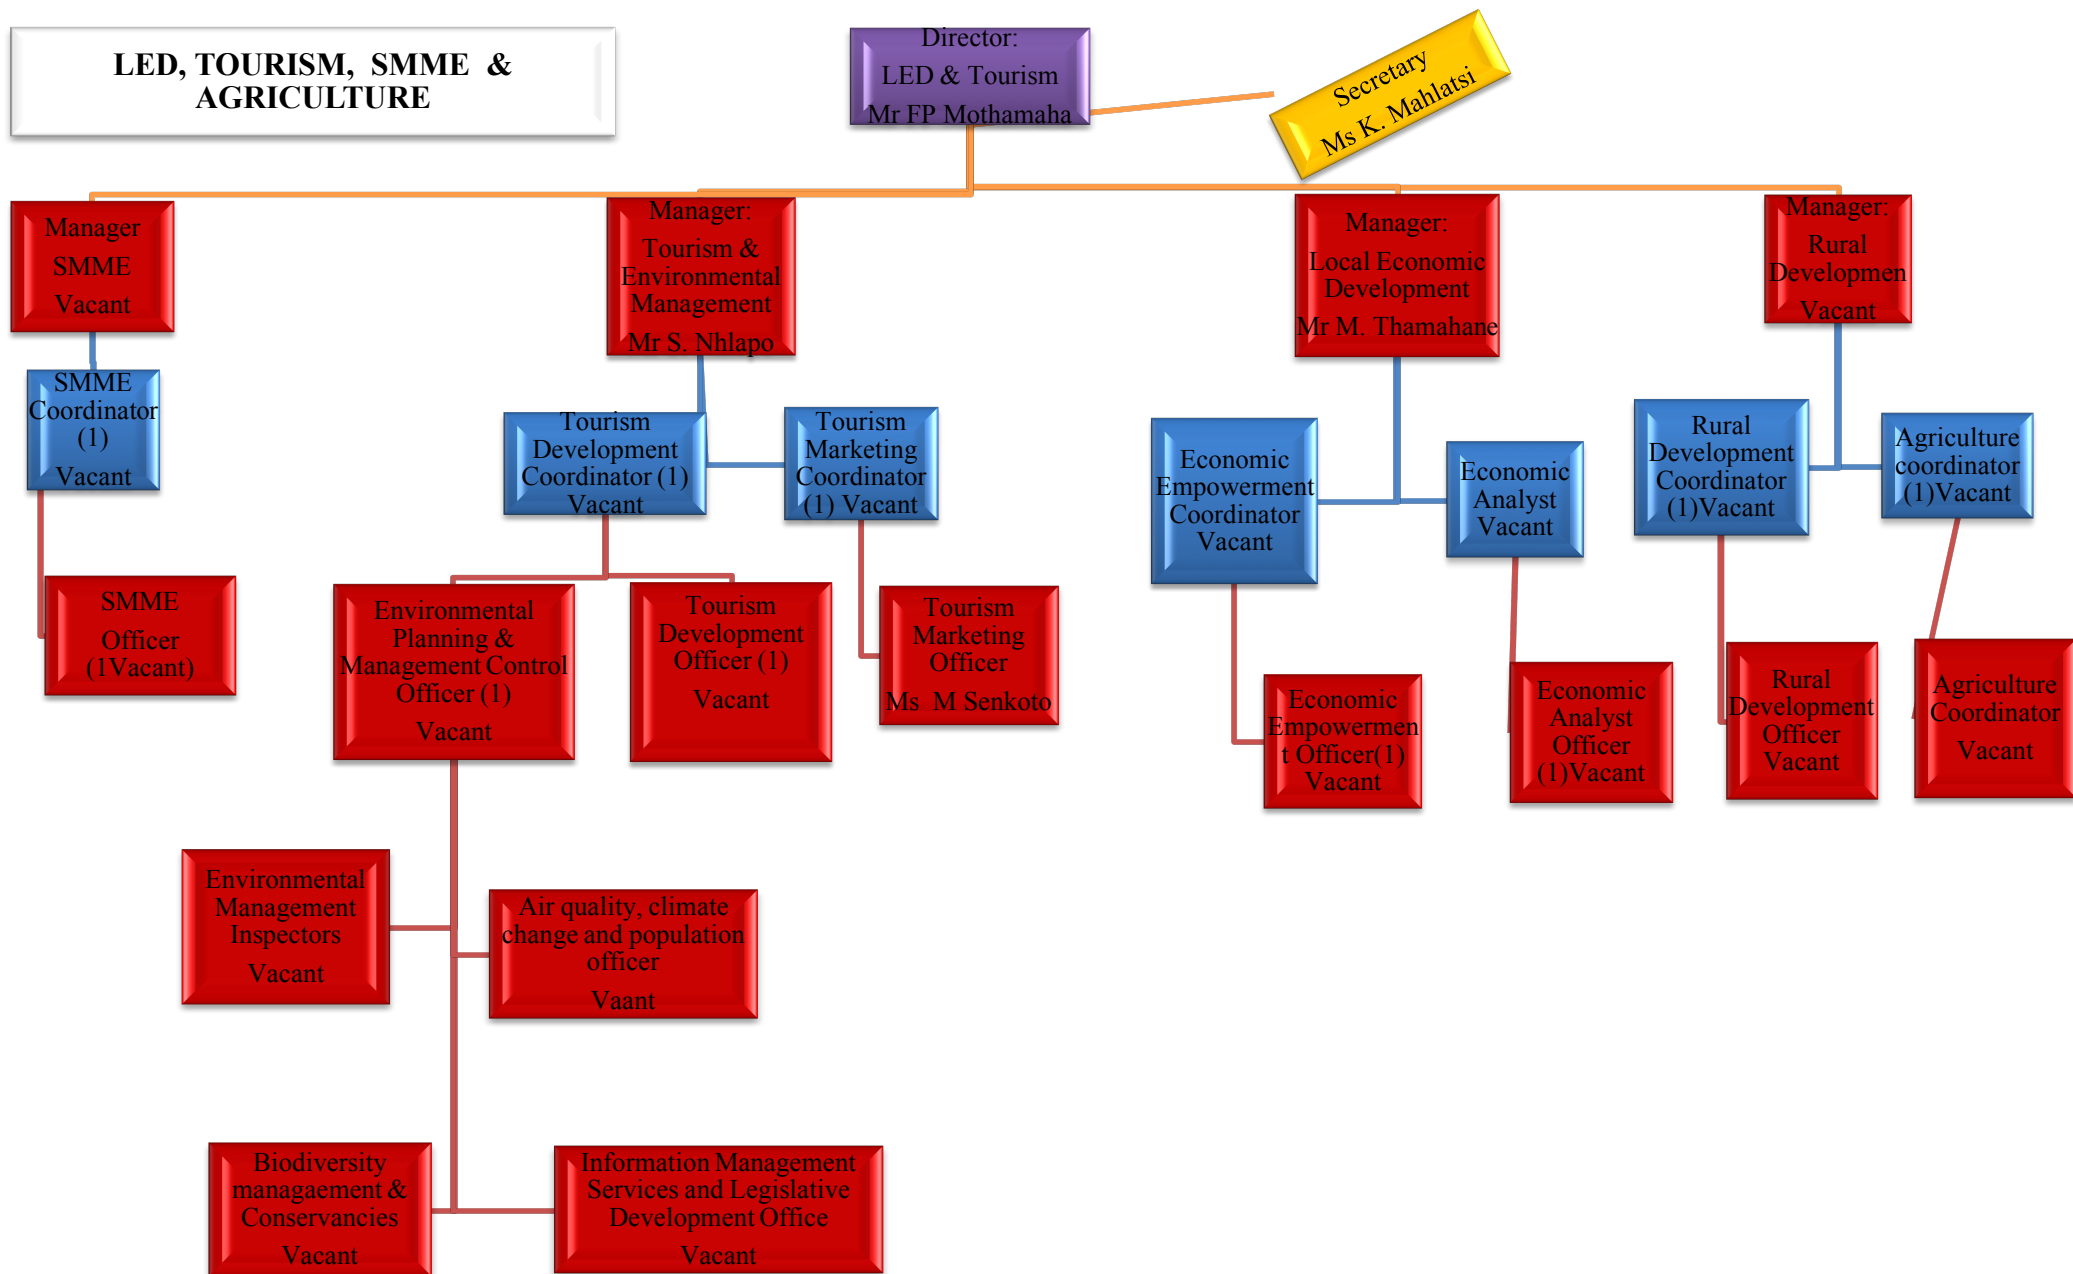 LED, TOURISM, SMME &
AGRICULTURE
Director:
LED & Tourism
Mr FP Mothamaha
Secretary
Ms K. Mahlatsi
Manager
SMME
Vacant
Manager:
Tourism &
Environmental
Management
Mr S. Nhlapo
Manager:
Local Economic
Development
Mr M. Thamahane
Manager:
Rural
Developmen
Vacant
SMME
Coordinator
(1)
Vacant
Tourism
Development
Coordinator (1)
Vacant
Tourism
Marketing
Coordinator
(1) Vacant
Economic
Empowerment
Coordinator
Vacant
Economic
Analyst
Vacant
Rural
Development
Coordinator
(1)Vacant
Agriculture
coordinator
(1)Vacant
SMME
Officer
(1Vacant)
Environmental
Planning &
Management Control
Officer (1)
Vacant
Tourism
Development
Officer (1)
Vacant
Tourism
Marketing
Officer
Ms M Senkoto
Economic
Empowermen
t Officer(1)
Vacant
Economic
Analyst
Officer
(1)Vacant
Rural
Development
Officer
Vacant
Agriculture
Coordinator
Vacant
Environmental
Management
Inspectors
Vacant
Air quality, climate
change and population
officer
Vaant
Biodiversity
managaement &
Conservancies
Vacant
Information Management
Services and Legislative
Development Office
Vacant